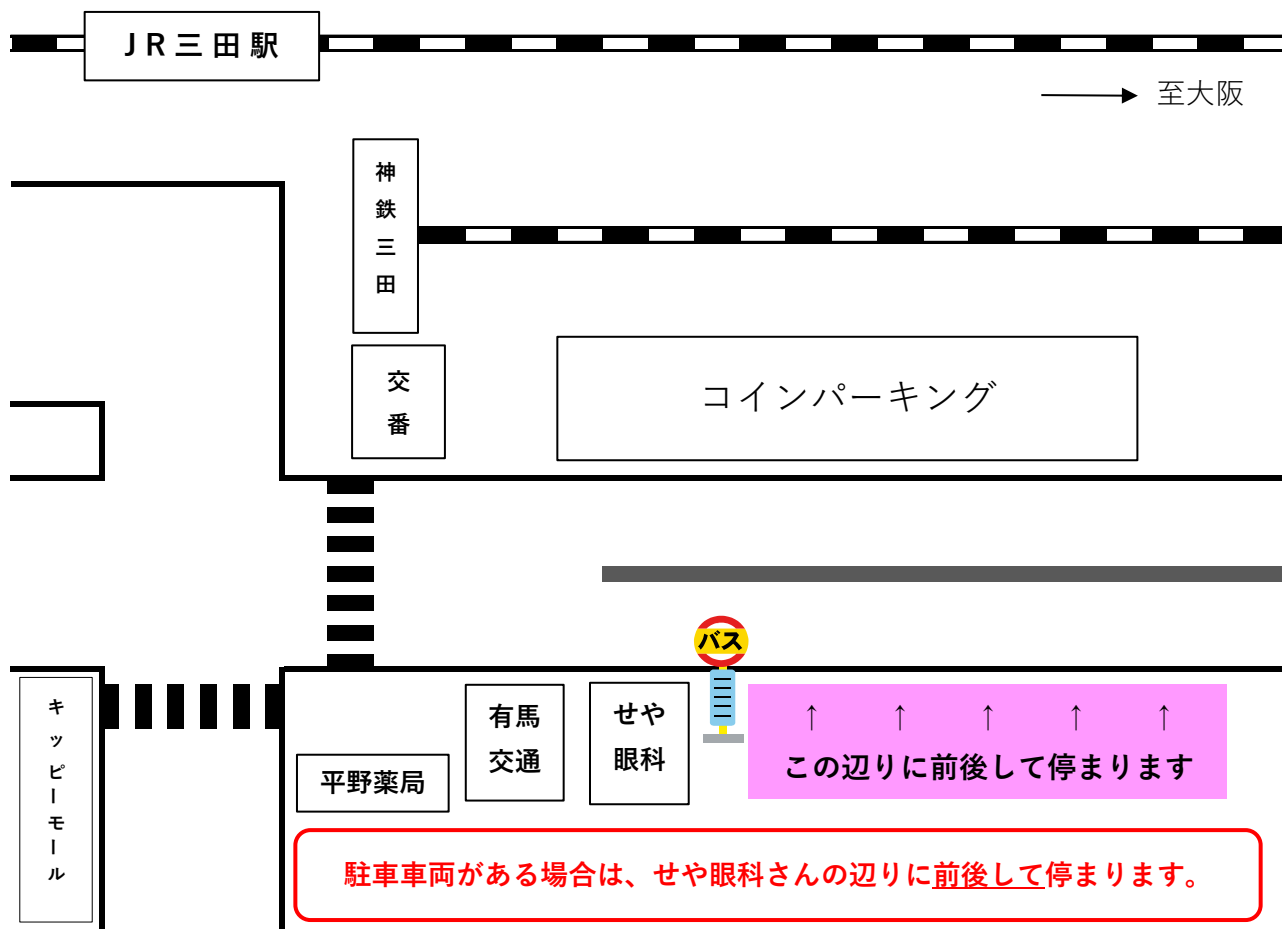 JR三田駅
至大阪
神鉄三田
交番
コインパーキング
バス
キッピーモール
有馬
交通
せや
眼科
↑ ↑ ↑ ↑ ↑
この辺りに前後して停まります
平野薬局
駐車車両がある場合は、せや眼科さんの辺りに前後して停まります。